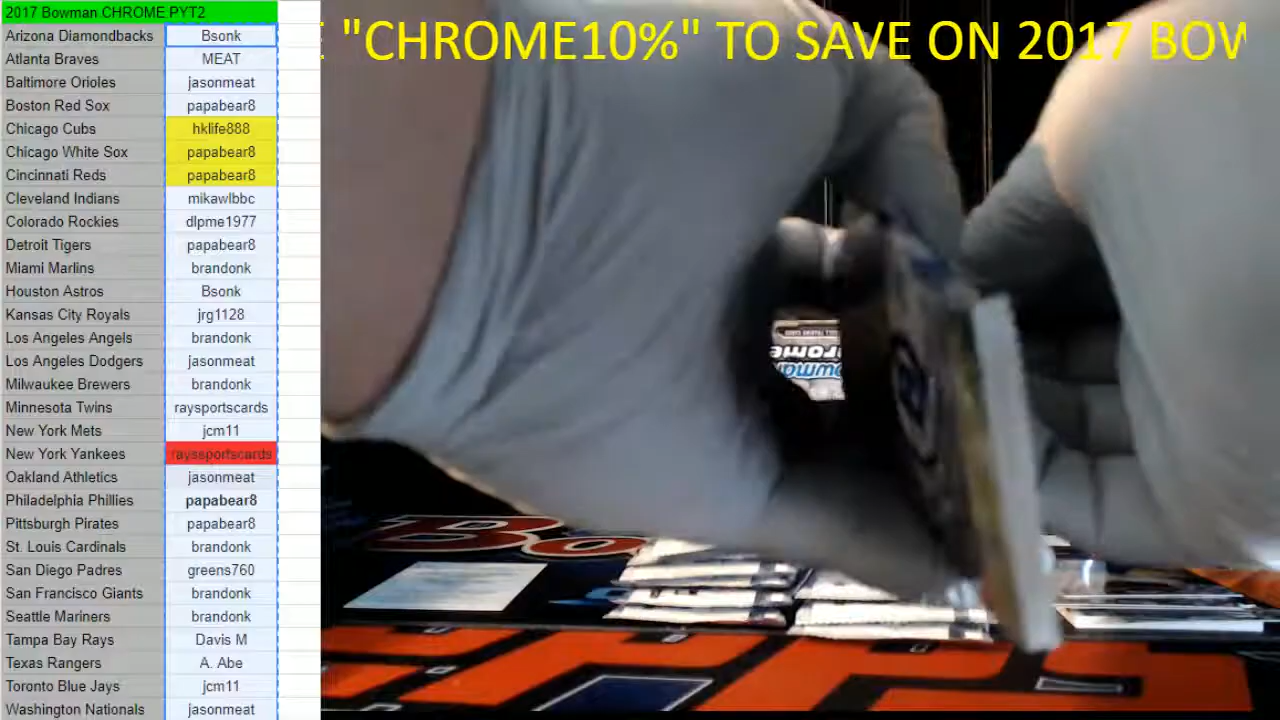 2017 Bowman CHROME PYT2
Arizona Diamondbacks Bsonk
Atlanta Braves MEAT
Baltimore Orioles jasonmeat
Boston Red Sox papabear8
Chicago Cubs hklife888
Chicago White Sox papabear8
Cincinnati Reds papabear8
Cleveland Indians mikawlbbc
Colorado Rockies dlpme1977
Detroit Tigers papabear8
Miami Marlins brandonk
Houston Astros Bsonk
Kansas City Royals jrg1128
Los Angeles Angels brandonk
Los Angeles Dodgers jasonmeat
Milwaukee Brewers brandonk
Minnesota Twins raysportscards
New York Mets jcm11
New York Yankees rayssportscards
Oakland Athletics jasonmeat
Philadelphia Phillies papabear8
Pittsburgh Pirates papabear8
St. Louis Cardinals brandonk
San Diego Padres greens760
San Francisco Giants brandonk
Seattle Mariners brandonk
Tampa Bay Rays Davis M
Texas Rangers A. Abe
Toronto Blue Jays jcm11
Washington Nationals jasonmeat
"CHROME10%" TO SAVE ON 2017 BOW
hrome
owma
Bo